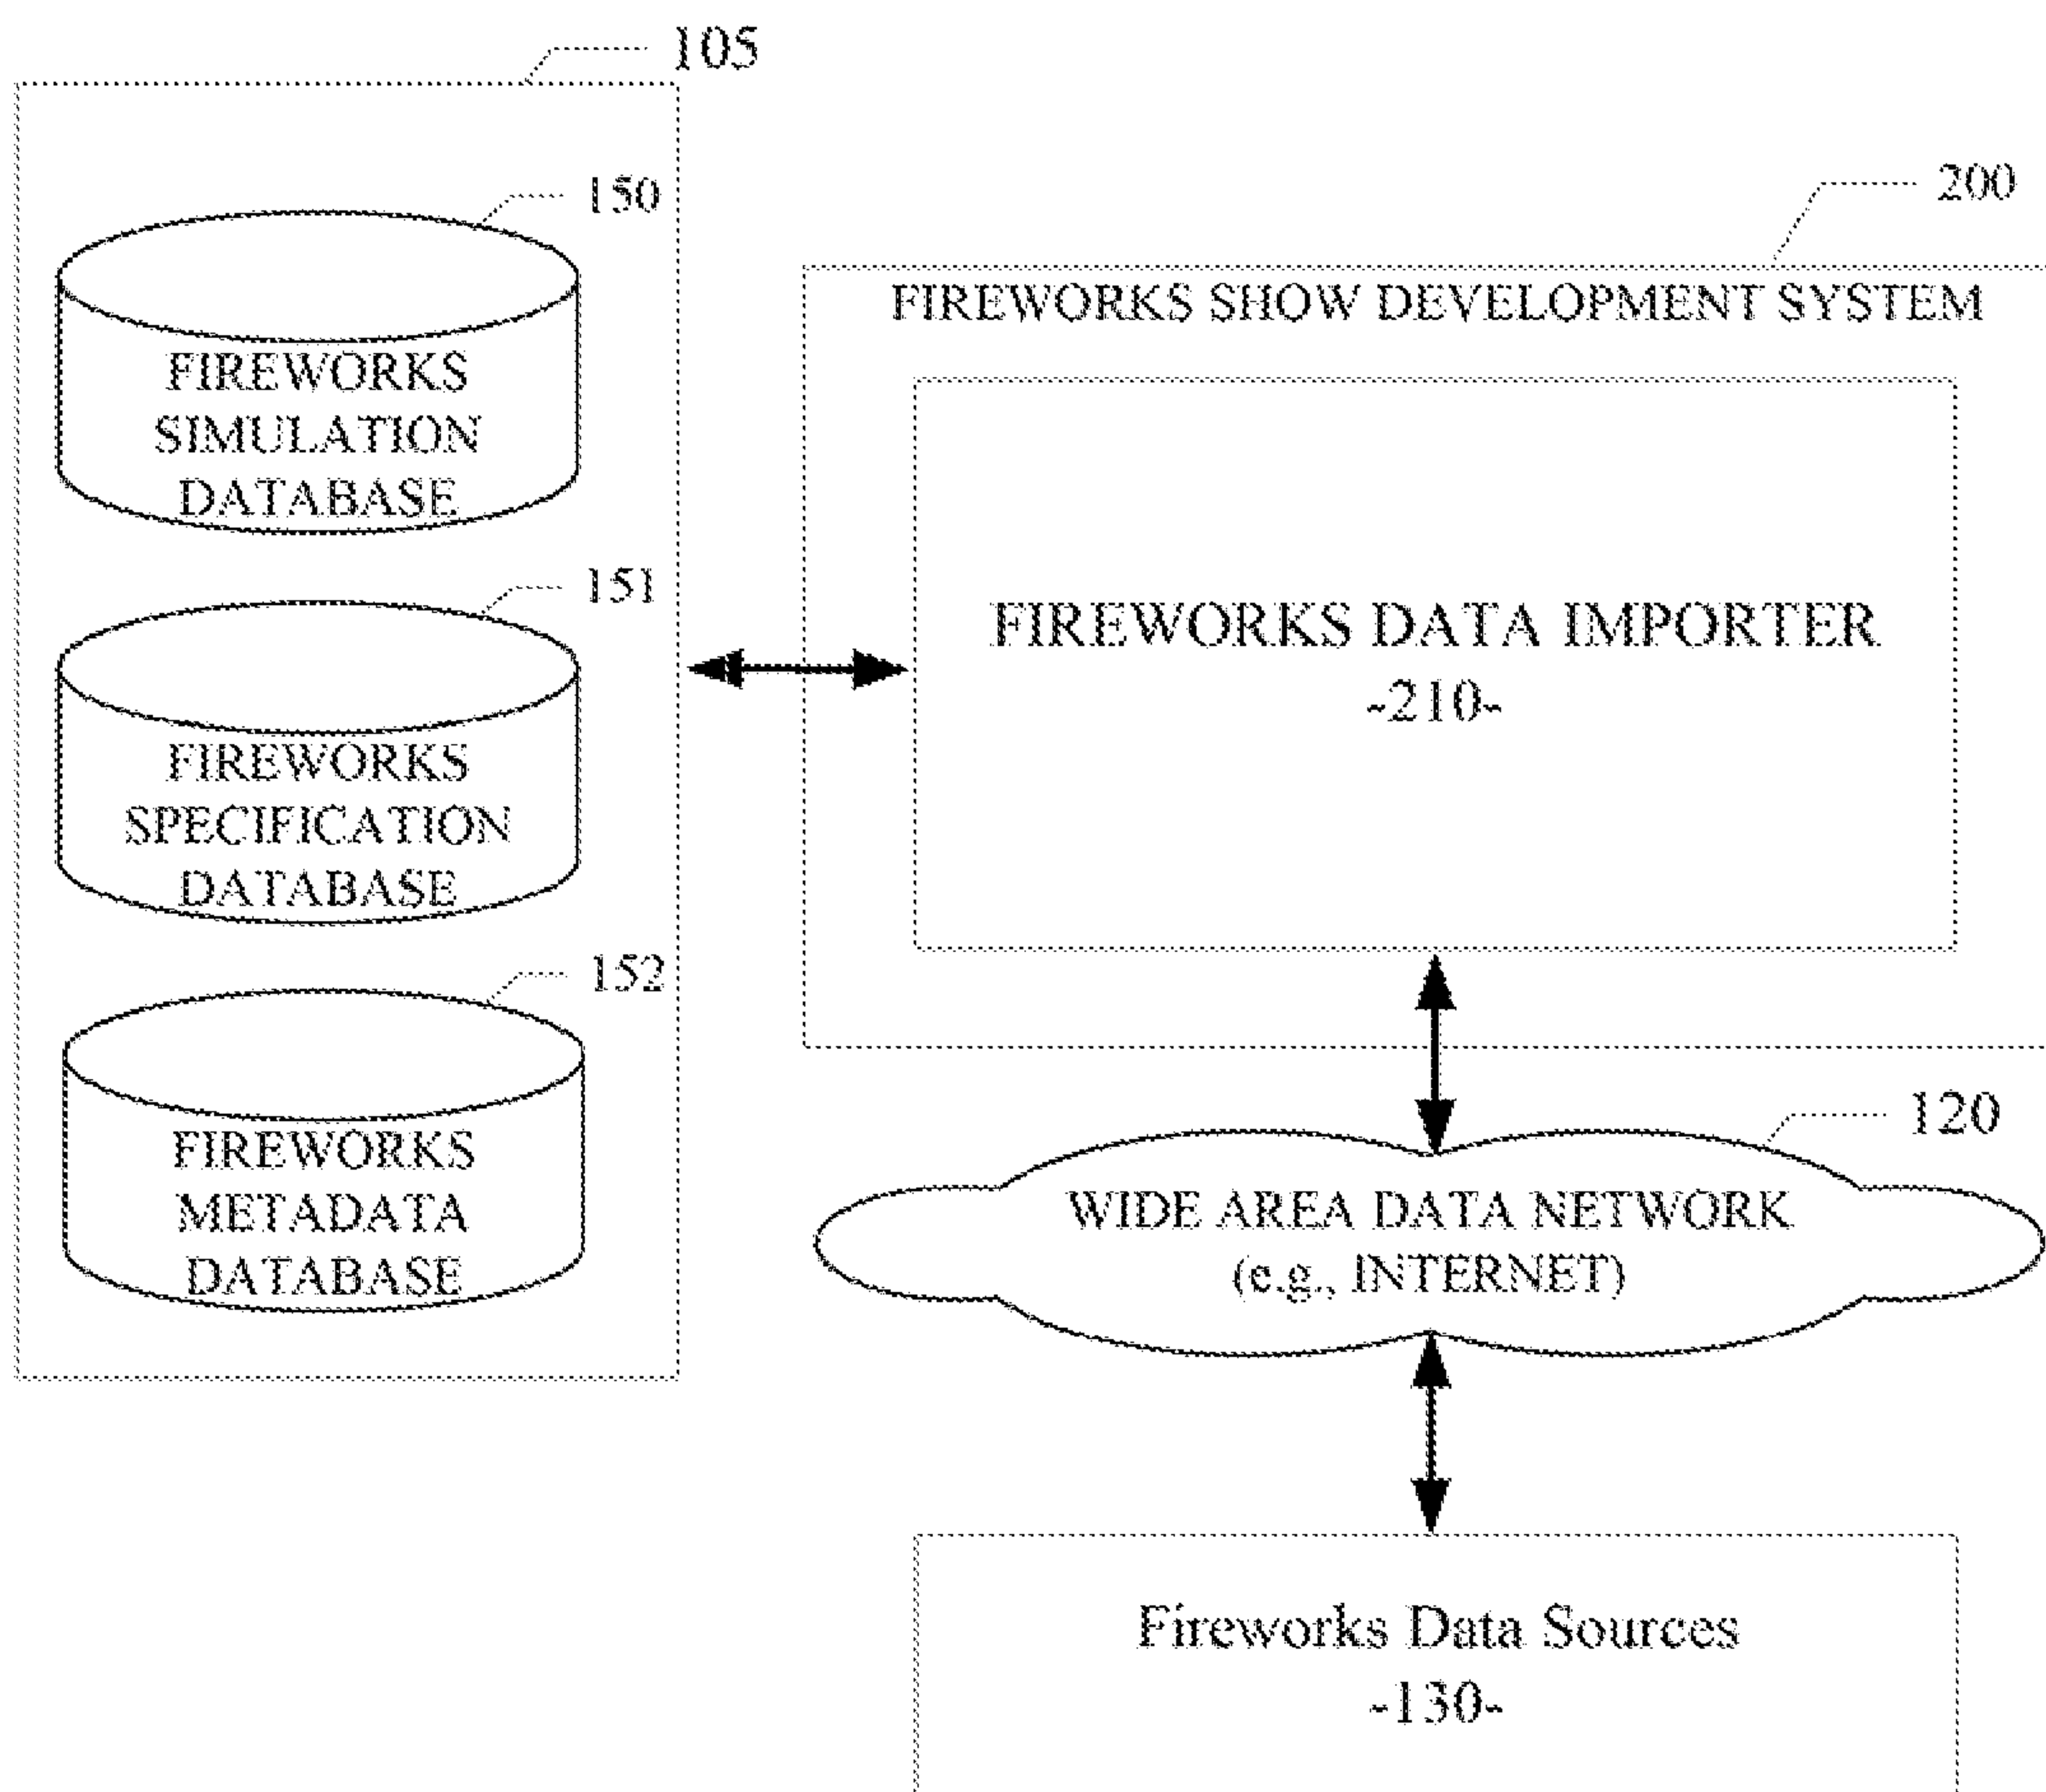 105
150
FIREWORKS
SIMULATION
DATABASE
151
FIREWORKS
SPECIFICATION
DATABASE
152
FIREWORKS
METADATA
DATABASE
200
FIREWORKS SHOW DEVELOPMENT SYSTEM
FIREWORKS DATA IMPORTER
-210-
120
WIDE AREA DATA NETWORK
(e.g., INTERNET)
Fireworks Data Sources
-130-